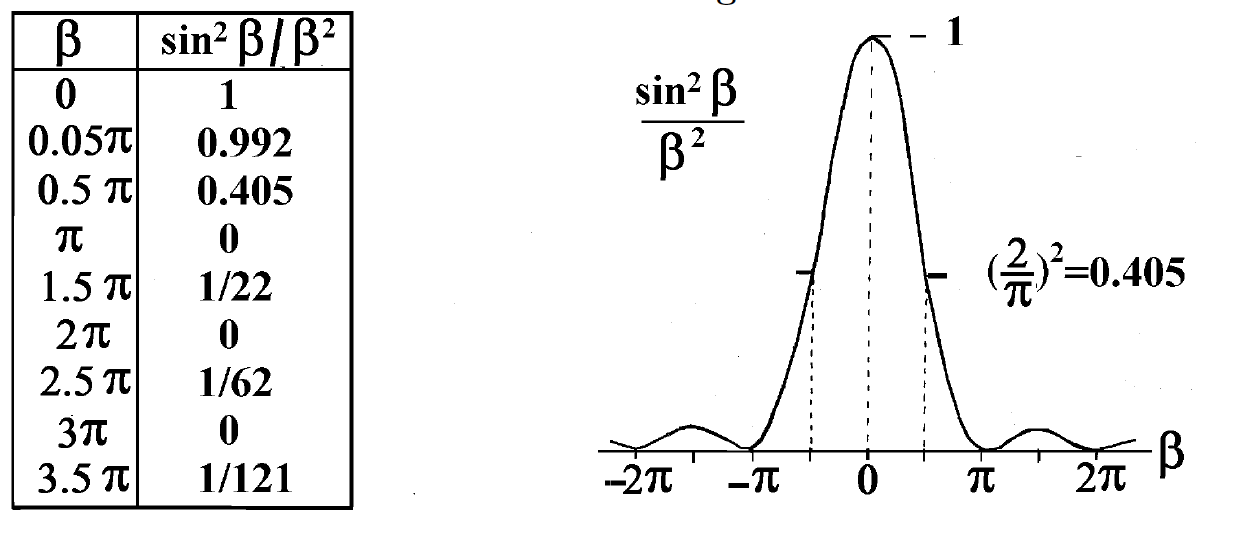 β sin² β/β²
0 1
0.05π 0.992
0.5 π 0.405
π 0
1.5 π 1/22
2π 0
2.5 π 1/62
3π 0
3.5 π 1/121
1
sin² β
β²
(2/π)²=0.405
−2π −π 0 π 2π β